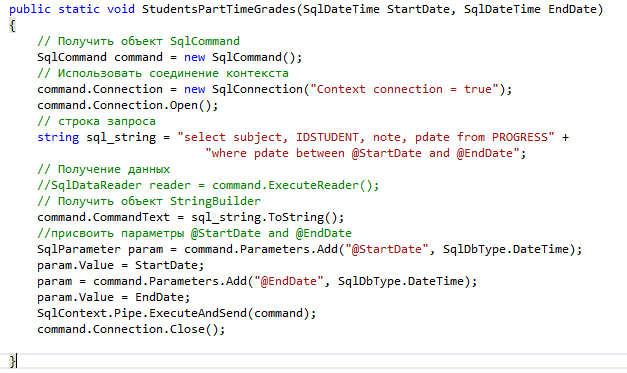 public static void StudentsPartTimeGrades(SqlDateTime StartDate, SqlDateTime EndDate)
{
// Получить объект SqlCommand
SqlCommand command = new SqlCommand();
// Использовать соединение контекста
command.Connection = new SqlConnection("Context connection = true");
command.Connection.Open();
// строка запроса
string sql_string = "select subject, IDSTUDENT, note, pdate from PROGRESS" +
"where pdate between @StartDate and @EndDate";
// Получение данных
//SqlDataReader reader = command.ExecuteReader();
// Получить объект StringBuilder
command.CommandText = sql_string.ToString();
//присвоить параметры @StartDate and @EndDate
SqlParameter param = command.Parameters.Add("@StartDate", SqlDbType.DateTime);
param.Value = StartDate;
param = command.Parameters.Add("@EndDate", SqlDbType.DateTime);
param.Value = EndDate;
SqlContext.Pipe.ExecuteAndSend(command);
command.Connection.Close();
}